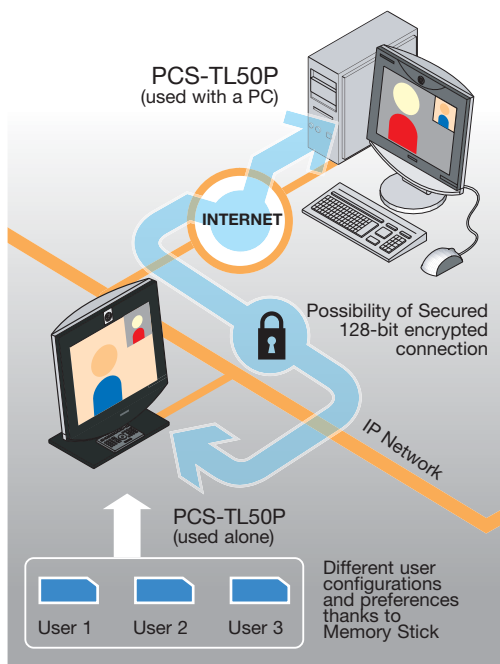 PCS-TL50P
(used with a PC)
INTERNET
Possibility of Secured
128-bit encrypted
connection
IP Network
PCS-TL50P
(used alone)
User 1
User 2
User 3
Different user
configurations
and preferences
thanks to
Memory Stick